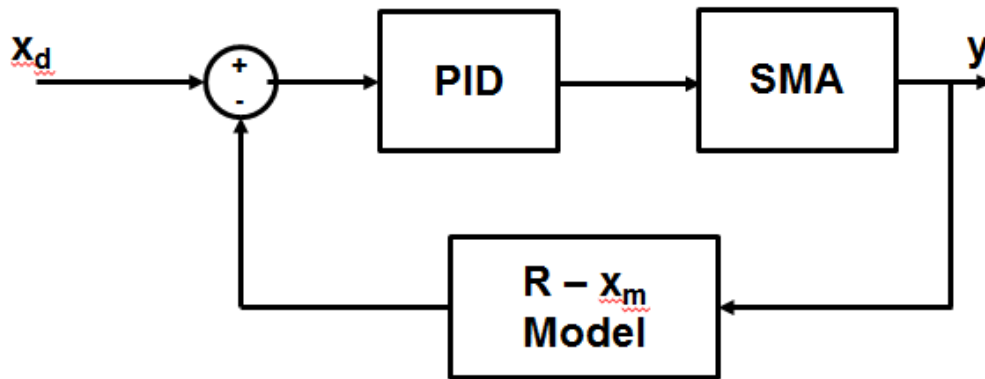 x_d
+
-
PID
SMA
y
R – x_m
Model